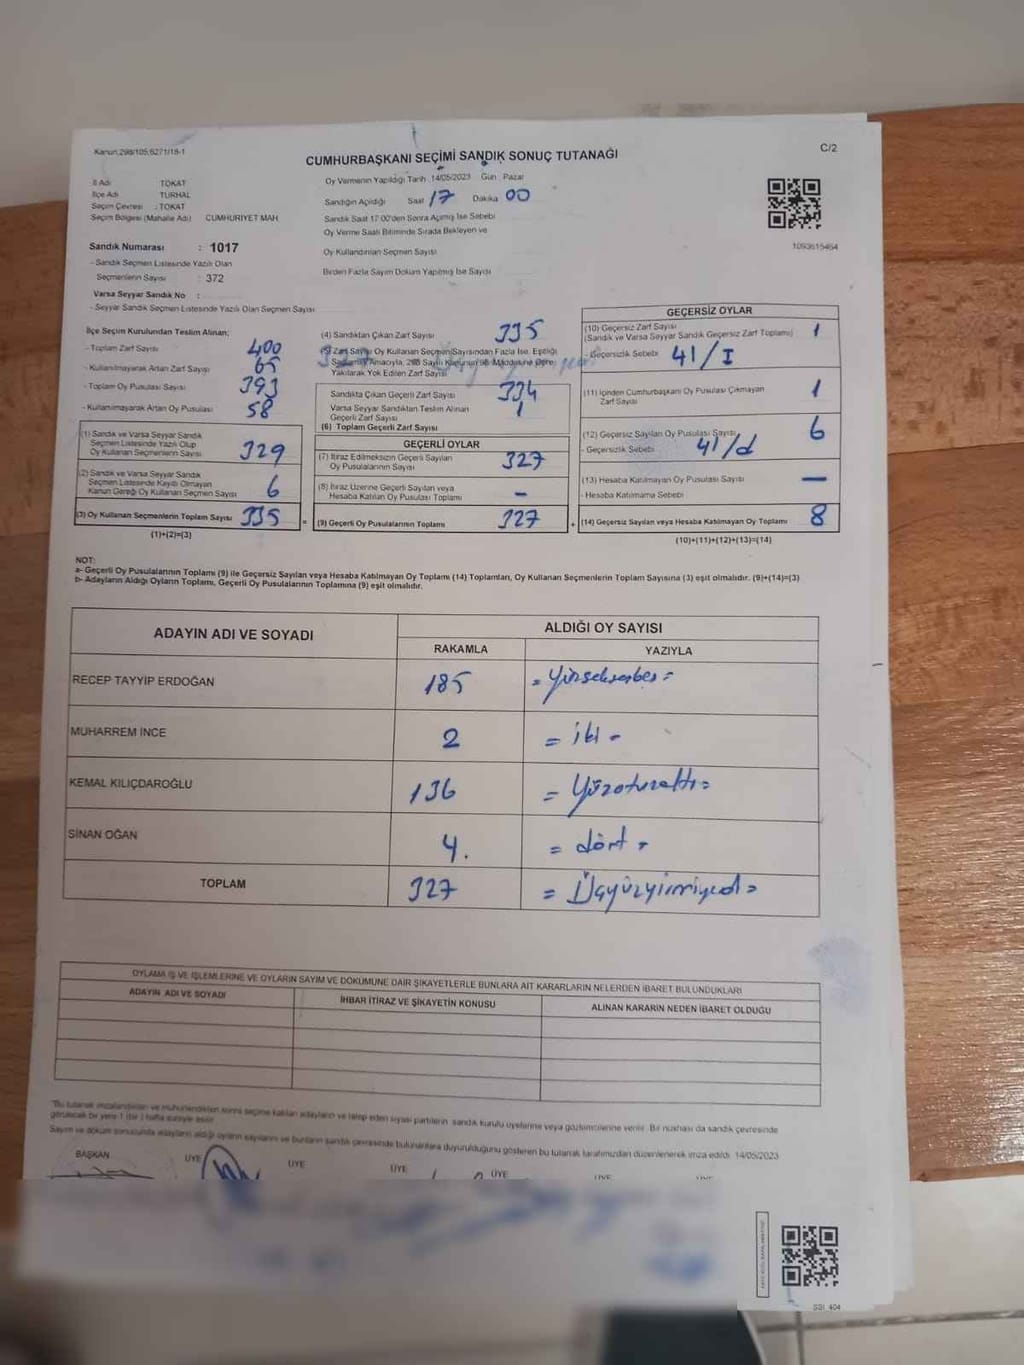 Kanun 298/105,6271/18-1
C/2
CUMHURBAŞKANI SEÇİMİ SANDIK SONUÇ TUTANAĞI
İl Adı TOKAT
İlçe Adı TURHAL
Seçim Çevresi : TOKAT
Seçim Bölgesi (Mahalle Adı) CUMHURIYET MAH
Sandık Numarası : 1017
- Sandık Seçmen Listesinde Yazılı Olan
Seçmenlerin Sayısı : 372
Varsa Seyyar Sandık No :
- Seyyar Sandık Seçmen Listesinde Yazılı Olan Seçmen Sayısı
Oy Vermenin Yapıldığı Tarih 14/05/2023 Gün : Pazar
Sandığın Açıldığı Saat 17 Dakika 00
Sandık Saat 17:00'den Sonra Açılmış İse Sebebi
Oy Verme Saati Bitiminde Sırada Bekleyen ve
Oy Kullandırılan Seçmen Sayısı
Birden Fazla Sayım Döküm Yapılmış İse Sayısı
1093615464
İlçe Seçim Kurulundan Teslim Alınan;
- Toplam Zarf Sayısı 400
- Kullanılmayarak Artan Zarf Sayısı 65
- Toplam Oy Pusulası Sayısı 393
- Kullanılmayarak Artan Oy Pusulası 58
(1) Sandık ve Varsa Seyyar Sandık
Seçmen Listesinde Yazılı Olup
Oy Kullanan Seçmenlerin Sayısı 329
(2) Sandık ve Varsa Seyyar Sandık
Seçmen Listesinde Kaydı Olmayan
Kanun Gereği Oy Kullanan Seçmen Sayısı 6
(3) Oy Kullanan Seçmenlerin Toplam Sayısı 335
(1)+(2)=(3)
(4) Sandıktan Çıkan Zarf Sayısı 335
(5) Zarf Sayısı Oy Kullanan Seçmen Sayısından Fazla İse, Eşitliği
Sağlamak Amacıyla, 298 Sayılı Kanunun 98. Maddesine Göre
Yakılarak Yok Edilen Zarf Sayısı
Sandıkta Çıkan Geçerli Zarf Sayısı 334
Varsa Seyyar Sandıktan Teslim Alınan
Geçerli Zarf Sayısı 1
(6) Toplam Geçerli Zarf Sayısı
GEÇERLİ OYLAR
(7) İtiraz Edilmeksizin Geçerli Sayılan
Oy Pusulalarının Sayısı 327
(8) İtiraz Üzerine Geçerli Sayılan veya
Hesaba Katılan Oy Pusulası Toplamı -
= (9) Geçerli Oy Pusulalarının Toplamı 327
GEÇERSİZ OYLAR
(10) Geçersiz Zarf Sayısı
(Sandık ve Varsa Seyyar Sandık Geçersiz Zarf Toplamı) 1
- Geçersizlik Sebebi 41/I
(11) İçinden Cumhurbaşkanı Oy Pusulası Çıkmayan
Zarf Sayısı 1
(12) Geçersiz Sayılan Oy Pusulası Sayısı 6
- Geçersizlik Sebebi 41/d
(13) Hesaba Katılmayan Oy Pusulası Sayısı —
- Hesaba Katılmama Sebebi
+ (14) Geçersiz Sayılan veya Hesaba Katılmayan Oy Toplamı 8
(10)+(11)+(12)+(13)=(14)
NOT:
a- Geçerli Oy Pusulalarının Toplamı (9) ile Geçersiz Sayılan veya Hesaba Katılmayan Oy Toplamı (14) Toplamları, Oy Kullanan Seçmenlerin Toplam Sayısına (3) eşit olmalıdır. (9)+(14)=(3)
b- Adayların Aldığı Oyların Toplamı, Geçerli Oy Pusulalarının Toplamına (9) eşit olmalıdır.
ADAYIN ADI VE SOYADI ALDIĞI OY SAYISI
RAKAMLA YAZIYLA
RECEP TAYYİP ERDOĞAN 185 = Yüzseksenbeş =
MUHARREM İNCE 2 = iki =
KEMAL KILIÇDAROĞLU 136 = Yüzotuzaltı =
SİNAN OĞAN 4. = dört =
TOPLAM 327 = Üçyüzyirmiyedi =
OYLAMA İŞ VE İŞLEMLERİNE VE OYLARIN SAYIM VE DÖKÜMÜNE DAİR ŞİKAYETLERLE BUNLARA AİT KARARLARIN NELERDEN İBARET BULUNDUKLARI
ADAYIN ADI VE SOYADI İHBAR İTİRAZ VE ŞİKAYETİN KONUSU ALINAN KARARIN NEDEN İBARET OLDUĞU
"Bu tutanak imzalandıktan ve mühürlendikten sonra seçime katılan adayların ve talep eden siyasi partilerin sandık kurulu üyelerine veya gözlemcilerine verilir. Bir nüshası da sandık çevresinde
görülecek bir yere 1 (bir) hafta süreyle asılır.
Sayım ve döküm sonucunda adayların aldığı oyların sayılarını ve bunların sandık çevresinde bulunanlara duyurulduğunu gösteren bu tutanak tarafımızdan düzenlenerek imza edildi. 14/05/2023
BAŞKAN ÜYE ÜYE ÜYE ÜYE ÜYE ÜYE
SSI_404